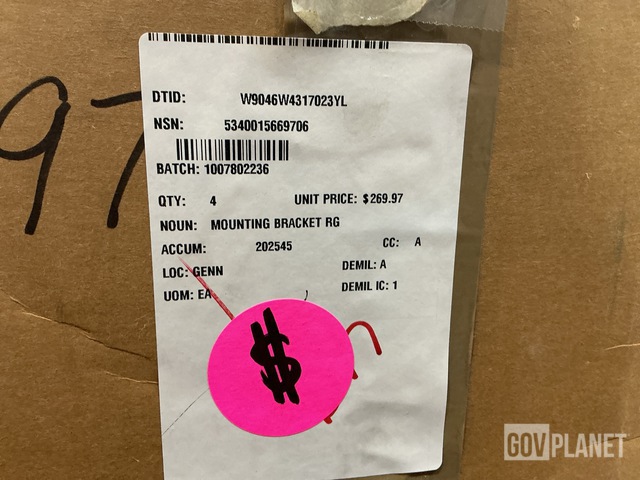 97
DTID: W9046W4317023YL
NSN: 5340015669706
BATCH: 1007802236
QTY: 4 UNIT PRICE: $269.97
NOUN: MOUNTING BRACKET RG
ACCUM: 202545 CC: A
LOC: GENN DEMIL: A
UOM: EA DEMIL IC: 1
$
GOVPLANET